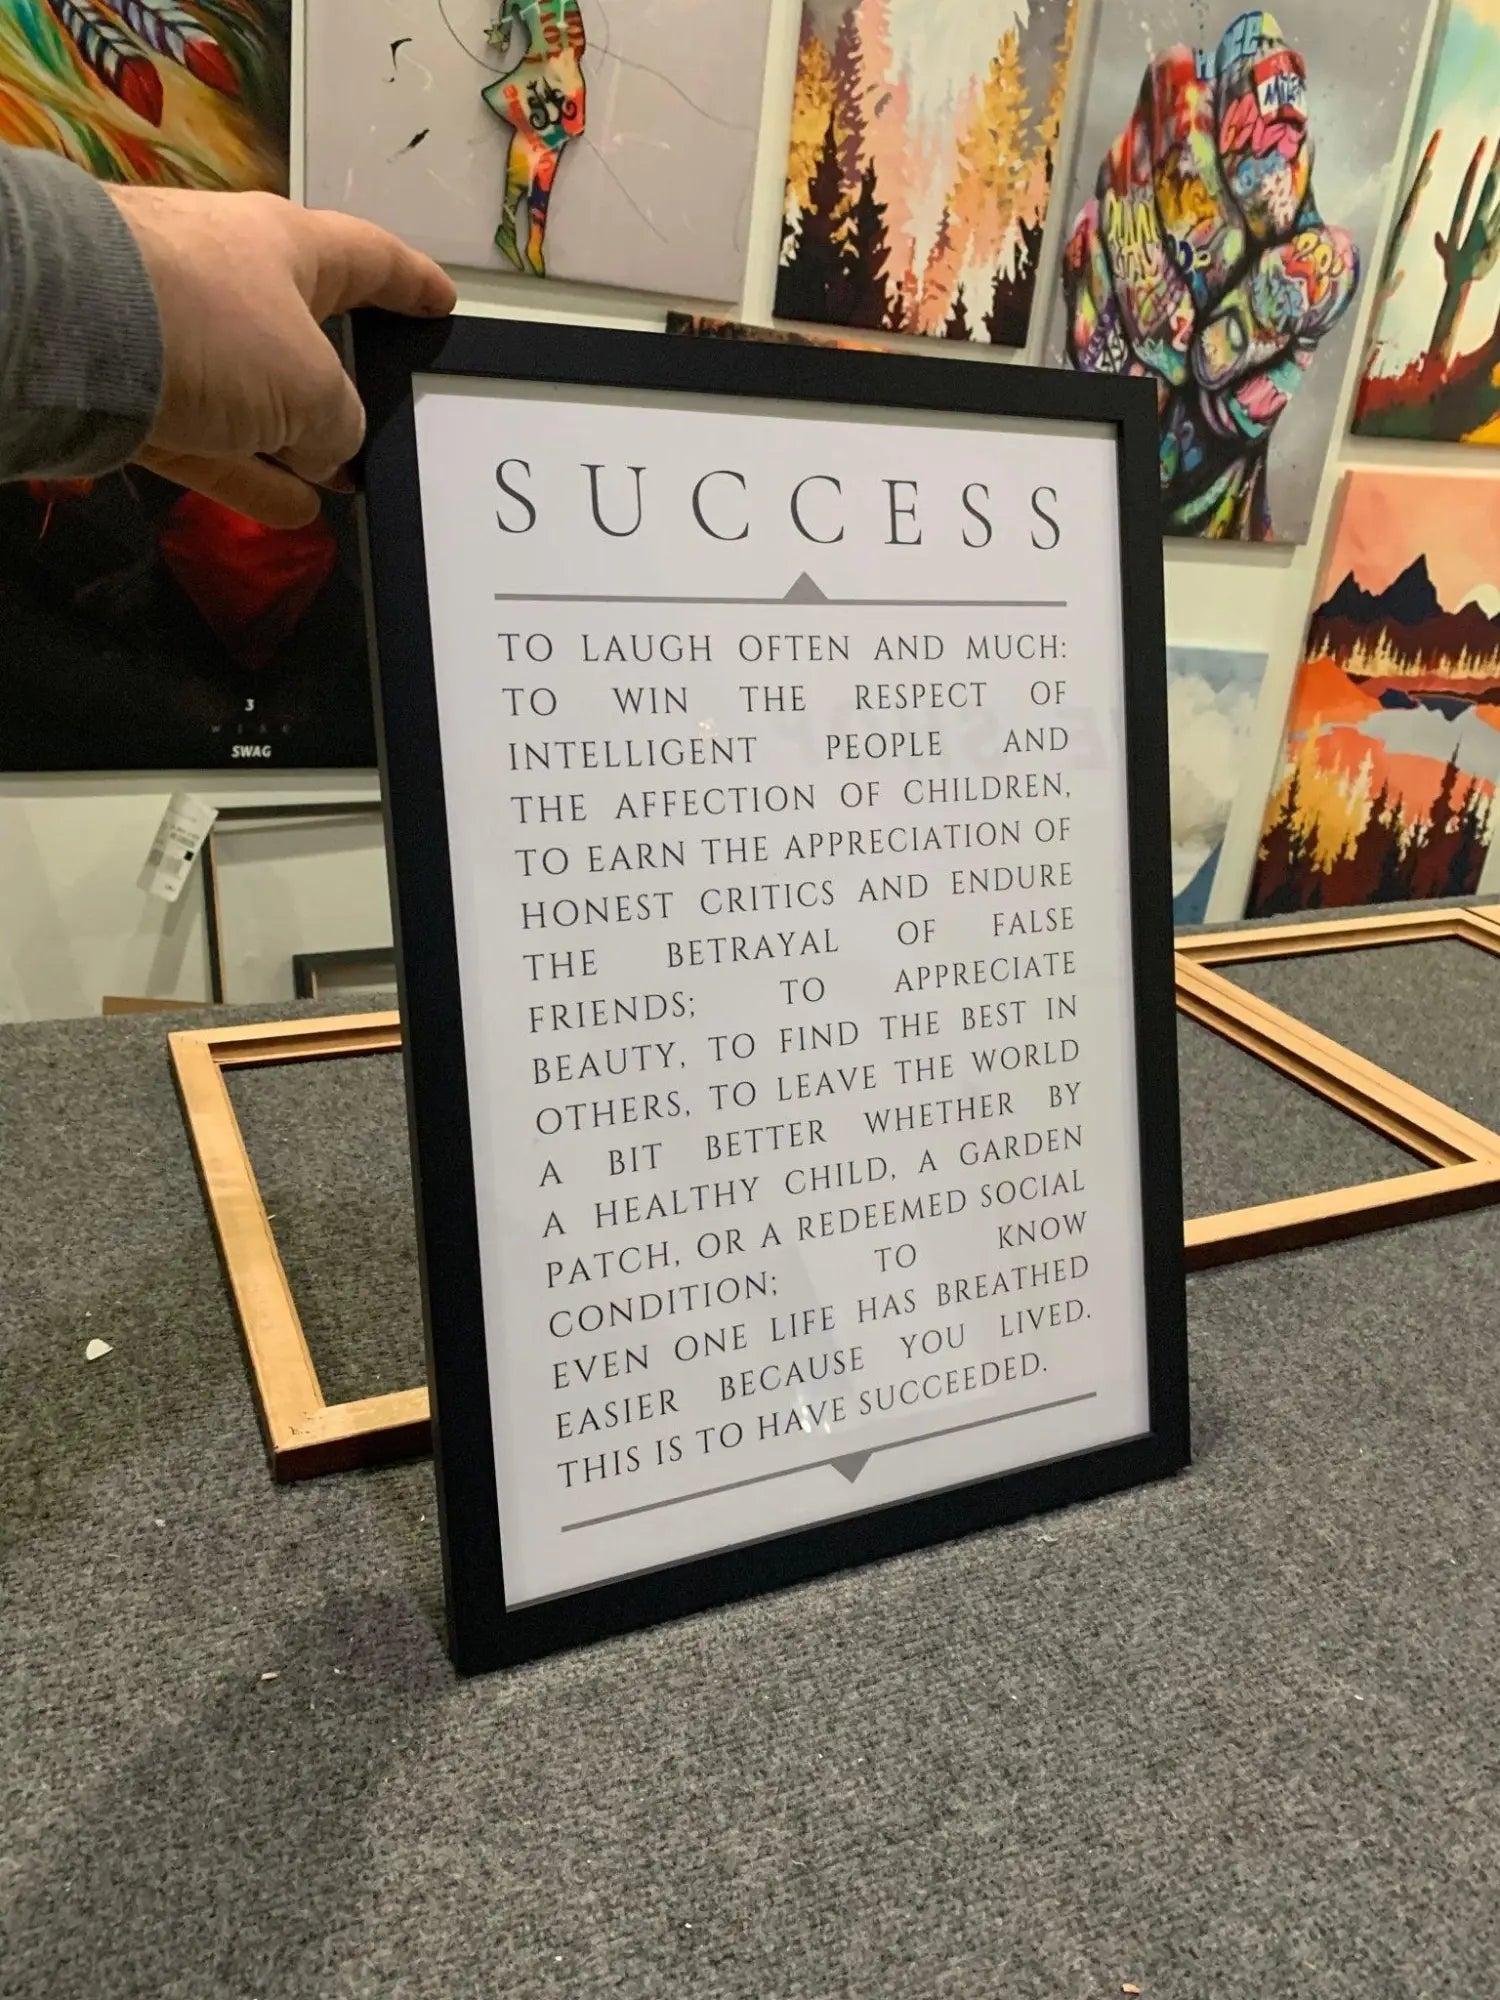 SUCCESS
TO LAUGH OFTEN AND MUCH:
TO WIN THE RESPECT OF
INTELLIGENT PEOPLE AND
THE AFFECTION OF CHILDREN,
TO EARN THE APPRECIATION OF
HONEST CRITICS AND ENDURE
THE BETRAYAL OF FALSE
FRIENDS; TO APPRECIATE
BEAUTY, TO FIND THE BEST IN
OTHERS, TO LEAVE THE WORLD
A BIT BETTER WHETHER BY
A HEALTHY CHILD, A GARDEN
PATCH, OR A REDEEMED SOCIAL
CONDITION; TO KNOW
EVEN ONE LIFE HAS BREATHED
EASIER BECAUSE YOU LIVED.
THIS IS TO HAVE SUCCEEDED.
3
SWAG